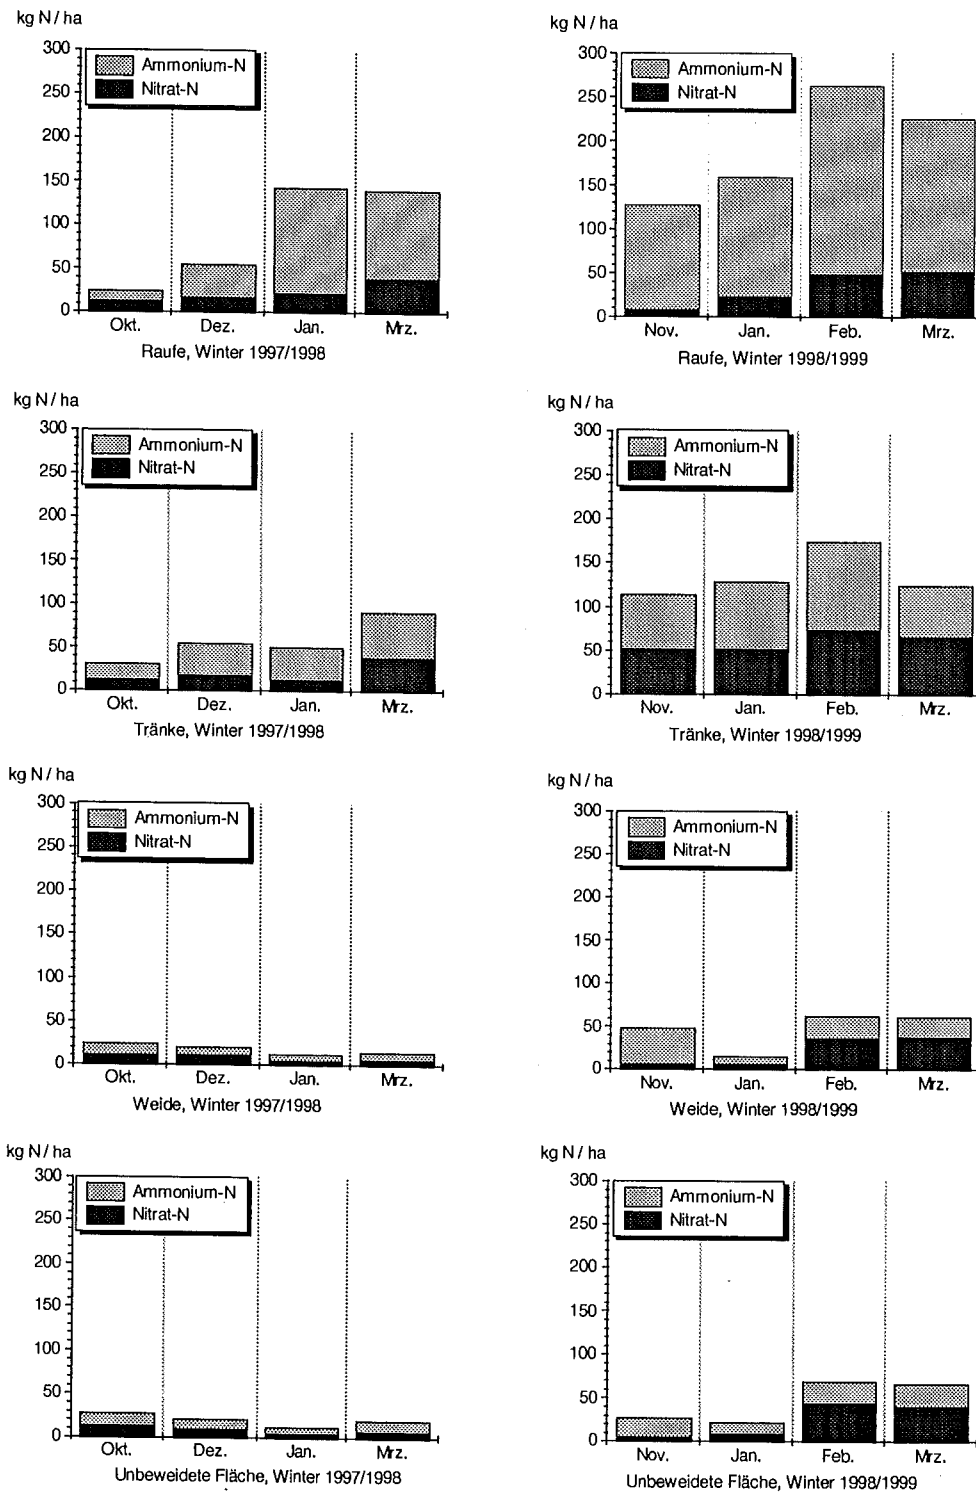 kg N / ha
300
250
200
150
100
50
0
Ammonium-N
Nitrat-N
Okt. Dez. Jan. Mrz.
Raufe, Winter 1997/1998
kg N / ha
300
250
200
150
100
50
0
Ammonium-N
Nitrat-N
Nov. Jan. Feb. Mrz.
Raufe, Winter 1998/1999
kg N / ha
300
250
200
150
100
50
0
Ammonium-N
Nitrat-N
Okt. Dez. Jan. Mrz.
Tränke, Winter 1997/1998
kg N / ha
300
250
200
150
100
50
0
Ammonium-N
Nitrat-N
Nov. Jan. Feb. Mrz.
Tränke, Winter 1998/1999
kg N / ha
300
250
200
150
100
50
0
Ammonium-N
Nitrat-N
Okt. Dez. Jan. Mrz.
Weide, Winter 1997/1998
kg N / ha
300
250
200
150
100
50
0
Ammonium-N
Nitrat-N
Nov. Jan. Feb. Mrz.
Weide, Winter 1998/1999
kg N / ha
300
250
200
150
100
50
0
Ammonium-N
Nitrat-N
Okt. Dez. Jan. Mrz.
Unbeweidete Fläche, Winter 1997/1998
kg N / ha
300
250
200
150
100
50
0
Ammonium-N
Nitrat-N
Nov. Jan. Feb. Mrz.
Unbeweidete Fläche, Winter 1998/1999